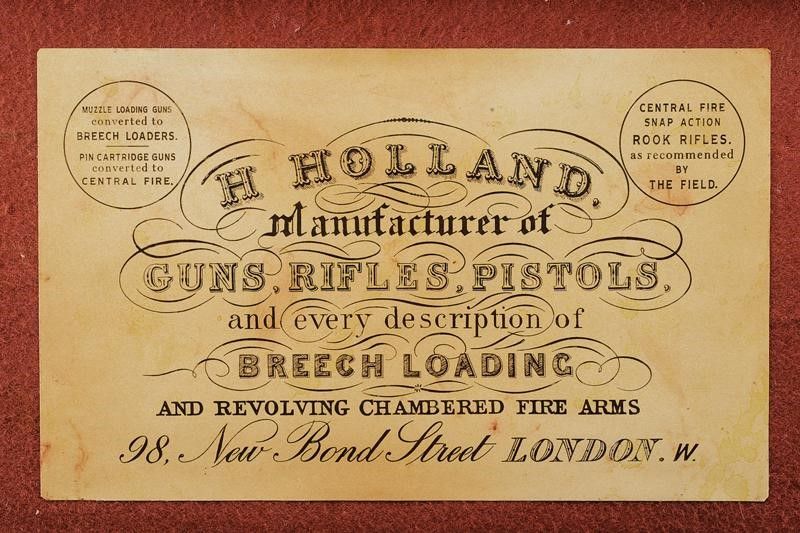 MUZZLE LOADING GUNS
converted to
BREECH LOADERS.
PIN CARTRIDGE GUNS
converted to
CENTRAL FIRE.
CENTRAL FIRE
SNAP ACTION
ROOK RIFLES.
as recommended
BY
THE FIELD.
H HOLLAND.
Manufacturer of
GUNS, RIFLES, PISTOLS,
and every description of
BREECH LOADING
AND REVOLVING CHAMBERED FIRE ARMS
98, New Bond Street LONDON. W.